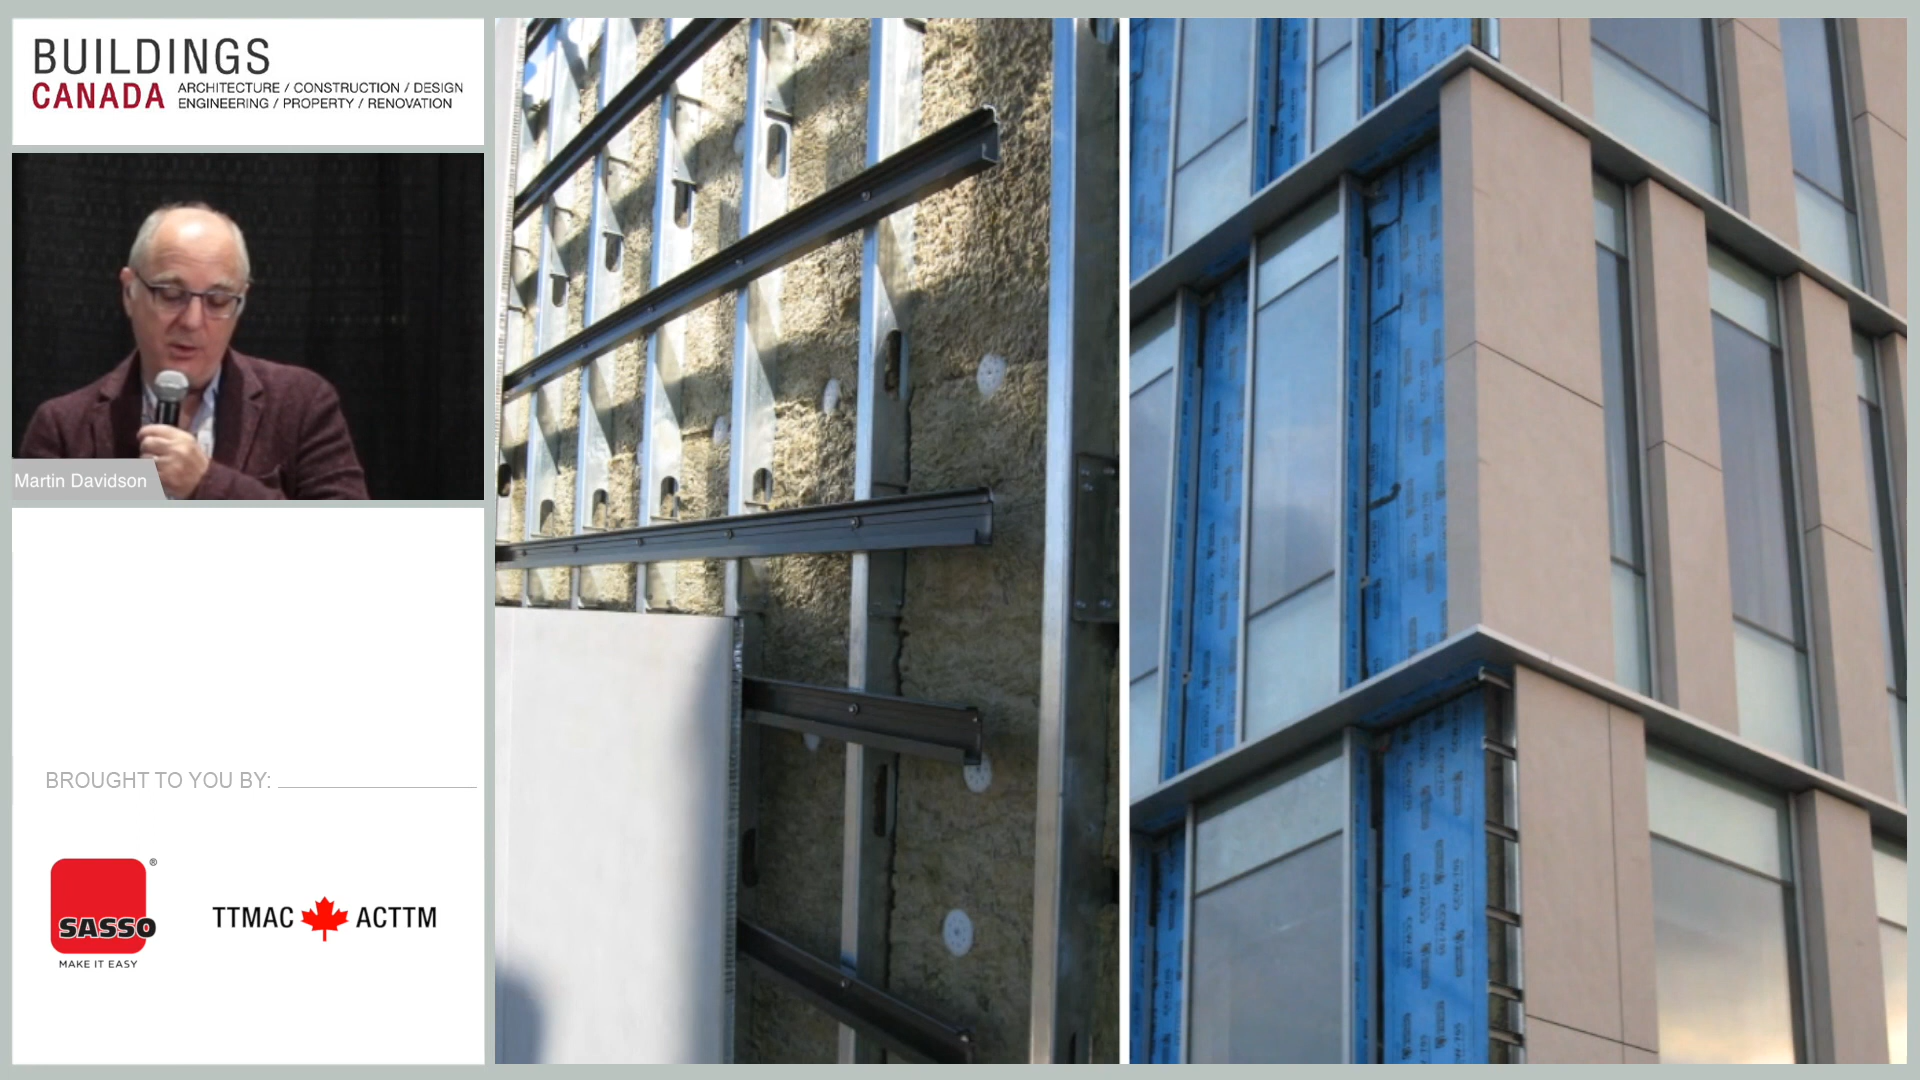 BUILDINGS
CANADA ARCHITECTURE / CONSTRUCTION / DESIGN
ENGINEERING / PROPERTY / RENOVATION
Martin Davidson
BROUGHT TO YOU BY:
SASSO ®
MAKE IT EASY
TTMAC ACTTM